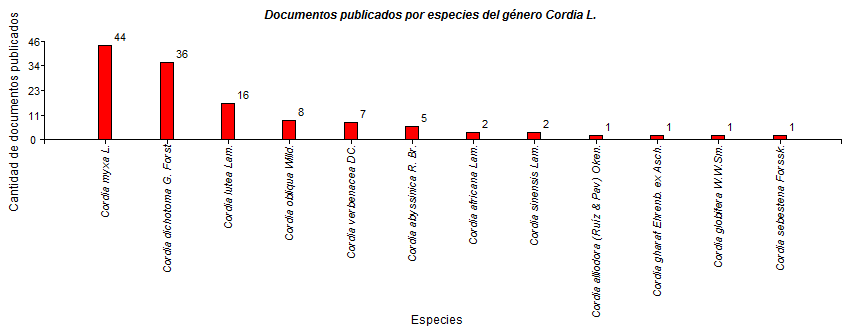 Documentos publicados por especies del género Cordia L.
Cantidad de documentos publicados
46
34
23
11
0
44
36
16
8
7
5
2
2
1
1
1
1
Cordia myxa L.
Cordia dichotoma G. Forst
Cordia lutea Lam.
Cordia obliqua Willd.
Cordia verbenacea DC.
Cordia abyssinica R. Br.
Cordia africana Lam.
Cordia sinensis Lam.
Cordia alliodora (Ruíz & Pav) Oken.
Cordia gharaf Ehrenb. ex Asch.
Cordia globifera W.W.Sm.
Cordia sebestena Forssk.
Especies